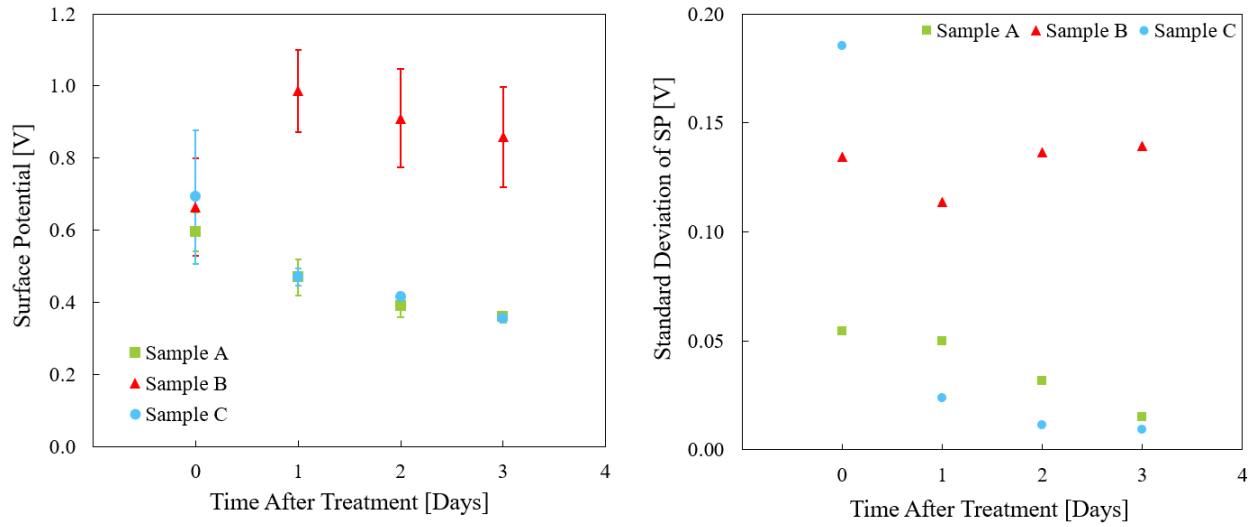 1.2
1.0
0.8
0.6
0.4
0.2
0.0
Surface Potential [V]
Sample A
Sample B
Sample C
0 1 2 3 4
Time After Treatment [Days]
Sample A Sample B Sample C
0.20
0.15
0.10
0.05
0.00
Standard Deviation of SP [V]
0 1 2 3 4
Time After Treatment [Days]